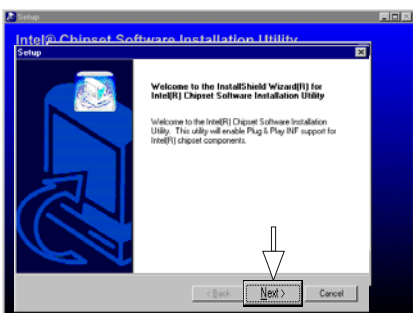 Setup
Intel® Chipset Software Installation Utility
Setup
Welcome to the InstallShield Wizard(R) for
Intel(R) Chipset Software Installation Utility
Welcome to the Intel(R) Chipset Software Installation
Utility. This utility will enable Plug & Play INF support for
Intel(R) chipset components.
< Back
Next >
Cancel